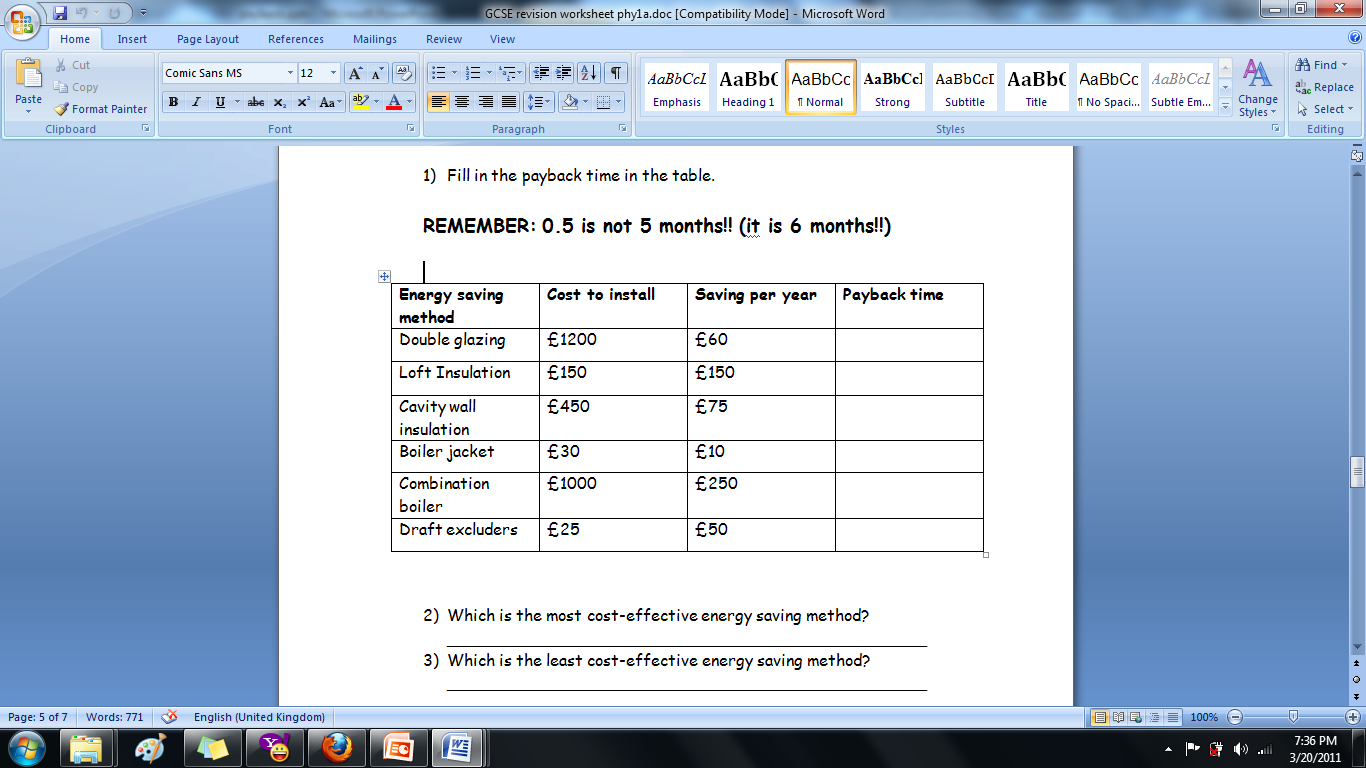 GCSE revision worksheet phy1a.doc [Compatibility Mode] - Microsoft Word
Home Insert Page Layout References Mailings Review View
Paste
Cut
Copy
Format Painter
Clipboard
Comic Sans MS 12
Font
Paragraph
AaBbCcI AaBbC AaBbCc AaBbCcI AaBbCcI AaBbC AaBbCc AaBbCcI
Emphasis Heading 1 ¶ Normal Strong Subtitle Title ¶ No Spaci... Subtle Em...
Styles
Change Styles
Find
Replace
Select
Editing
1) Fill in the payback time in the table.
REMEMBER: 0.5 is not 5 months!! (it is 6 months!!)
Energy saving method Cost to install Saving per year Payback time
Double glazing £1200 £60
Loft Insulation £150 £150
Cavity wall insulation £450 £75
Boiler jacket £30 £10
Combination boiler £1000 £250
Draft excluders £25 £50
2) Which is the most cost-effective energy saving method?
3) Which is the least cost-effective energy saving method?
Page: 5 of 7 Words: 771 English (United Kingdom) 100%
7:36 PM
3/20/2011